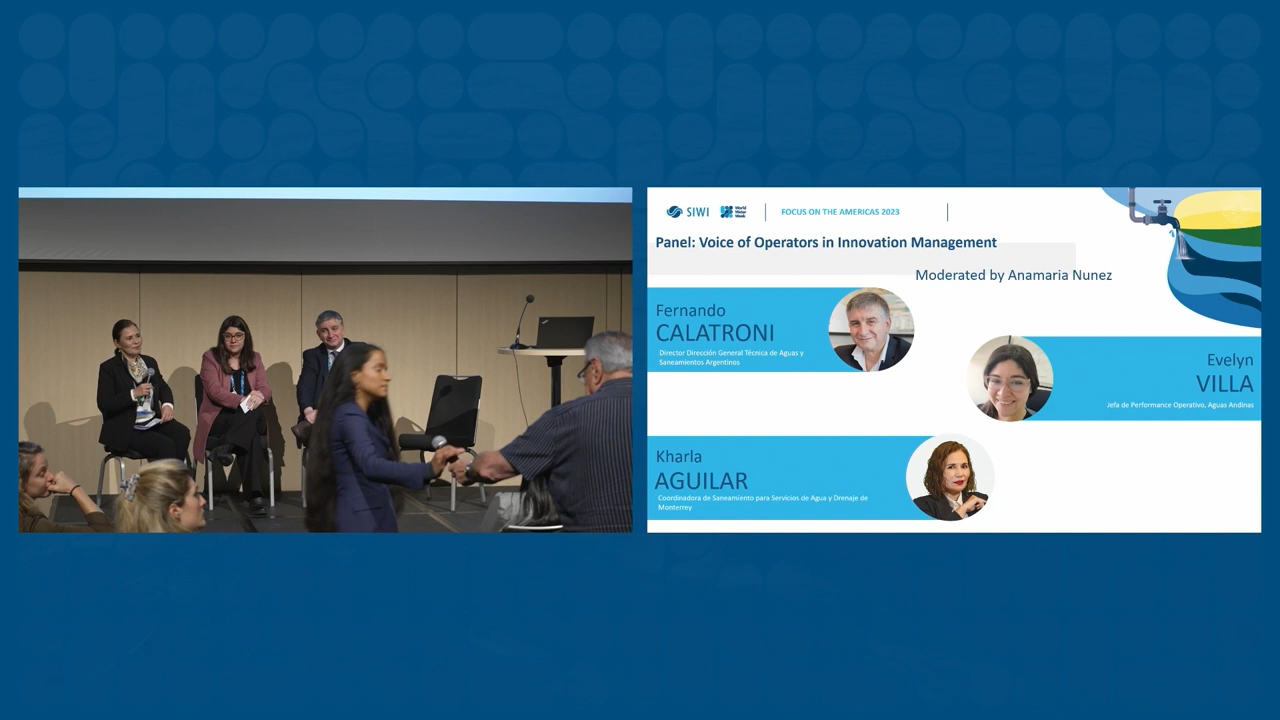 SIWI
World
Water
Week
FOCUS ON THE AMERICAS 2023
Panel: Voice of Operators in Innovation Management
Moderated by Anamaria Nunez
Fernando
CALATRONI
Director Dirección General Técnica de Aguas y
Saneamientos Argentinos
Evelyn
VILLA
Jefa de Performance Operativo, Aguas Andinas
Kharla
AGUILAR
Coordinadora de Saneamiento para Servicios de Agua y Drenaje de
Monterrey